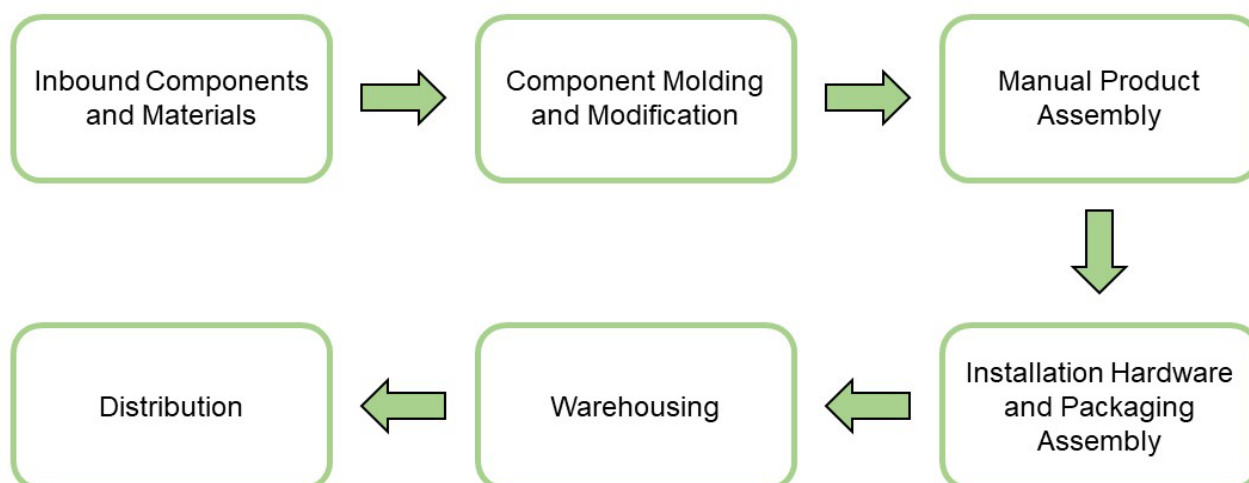 Inbound Components
and Materials
Component Molding
and Modification
Manual Product
Assembly
Installation Hardware
and Packaging
Assembly
Warehousing
Distribution